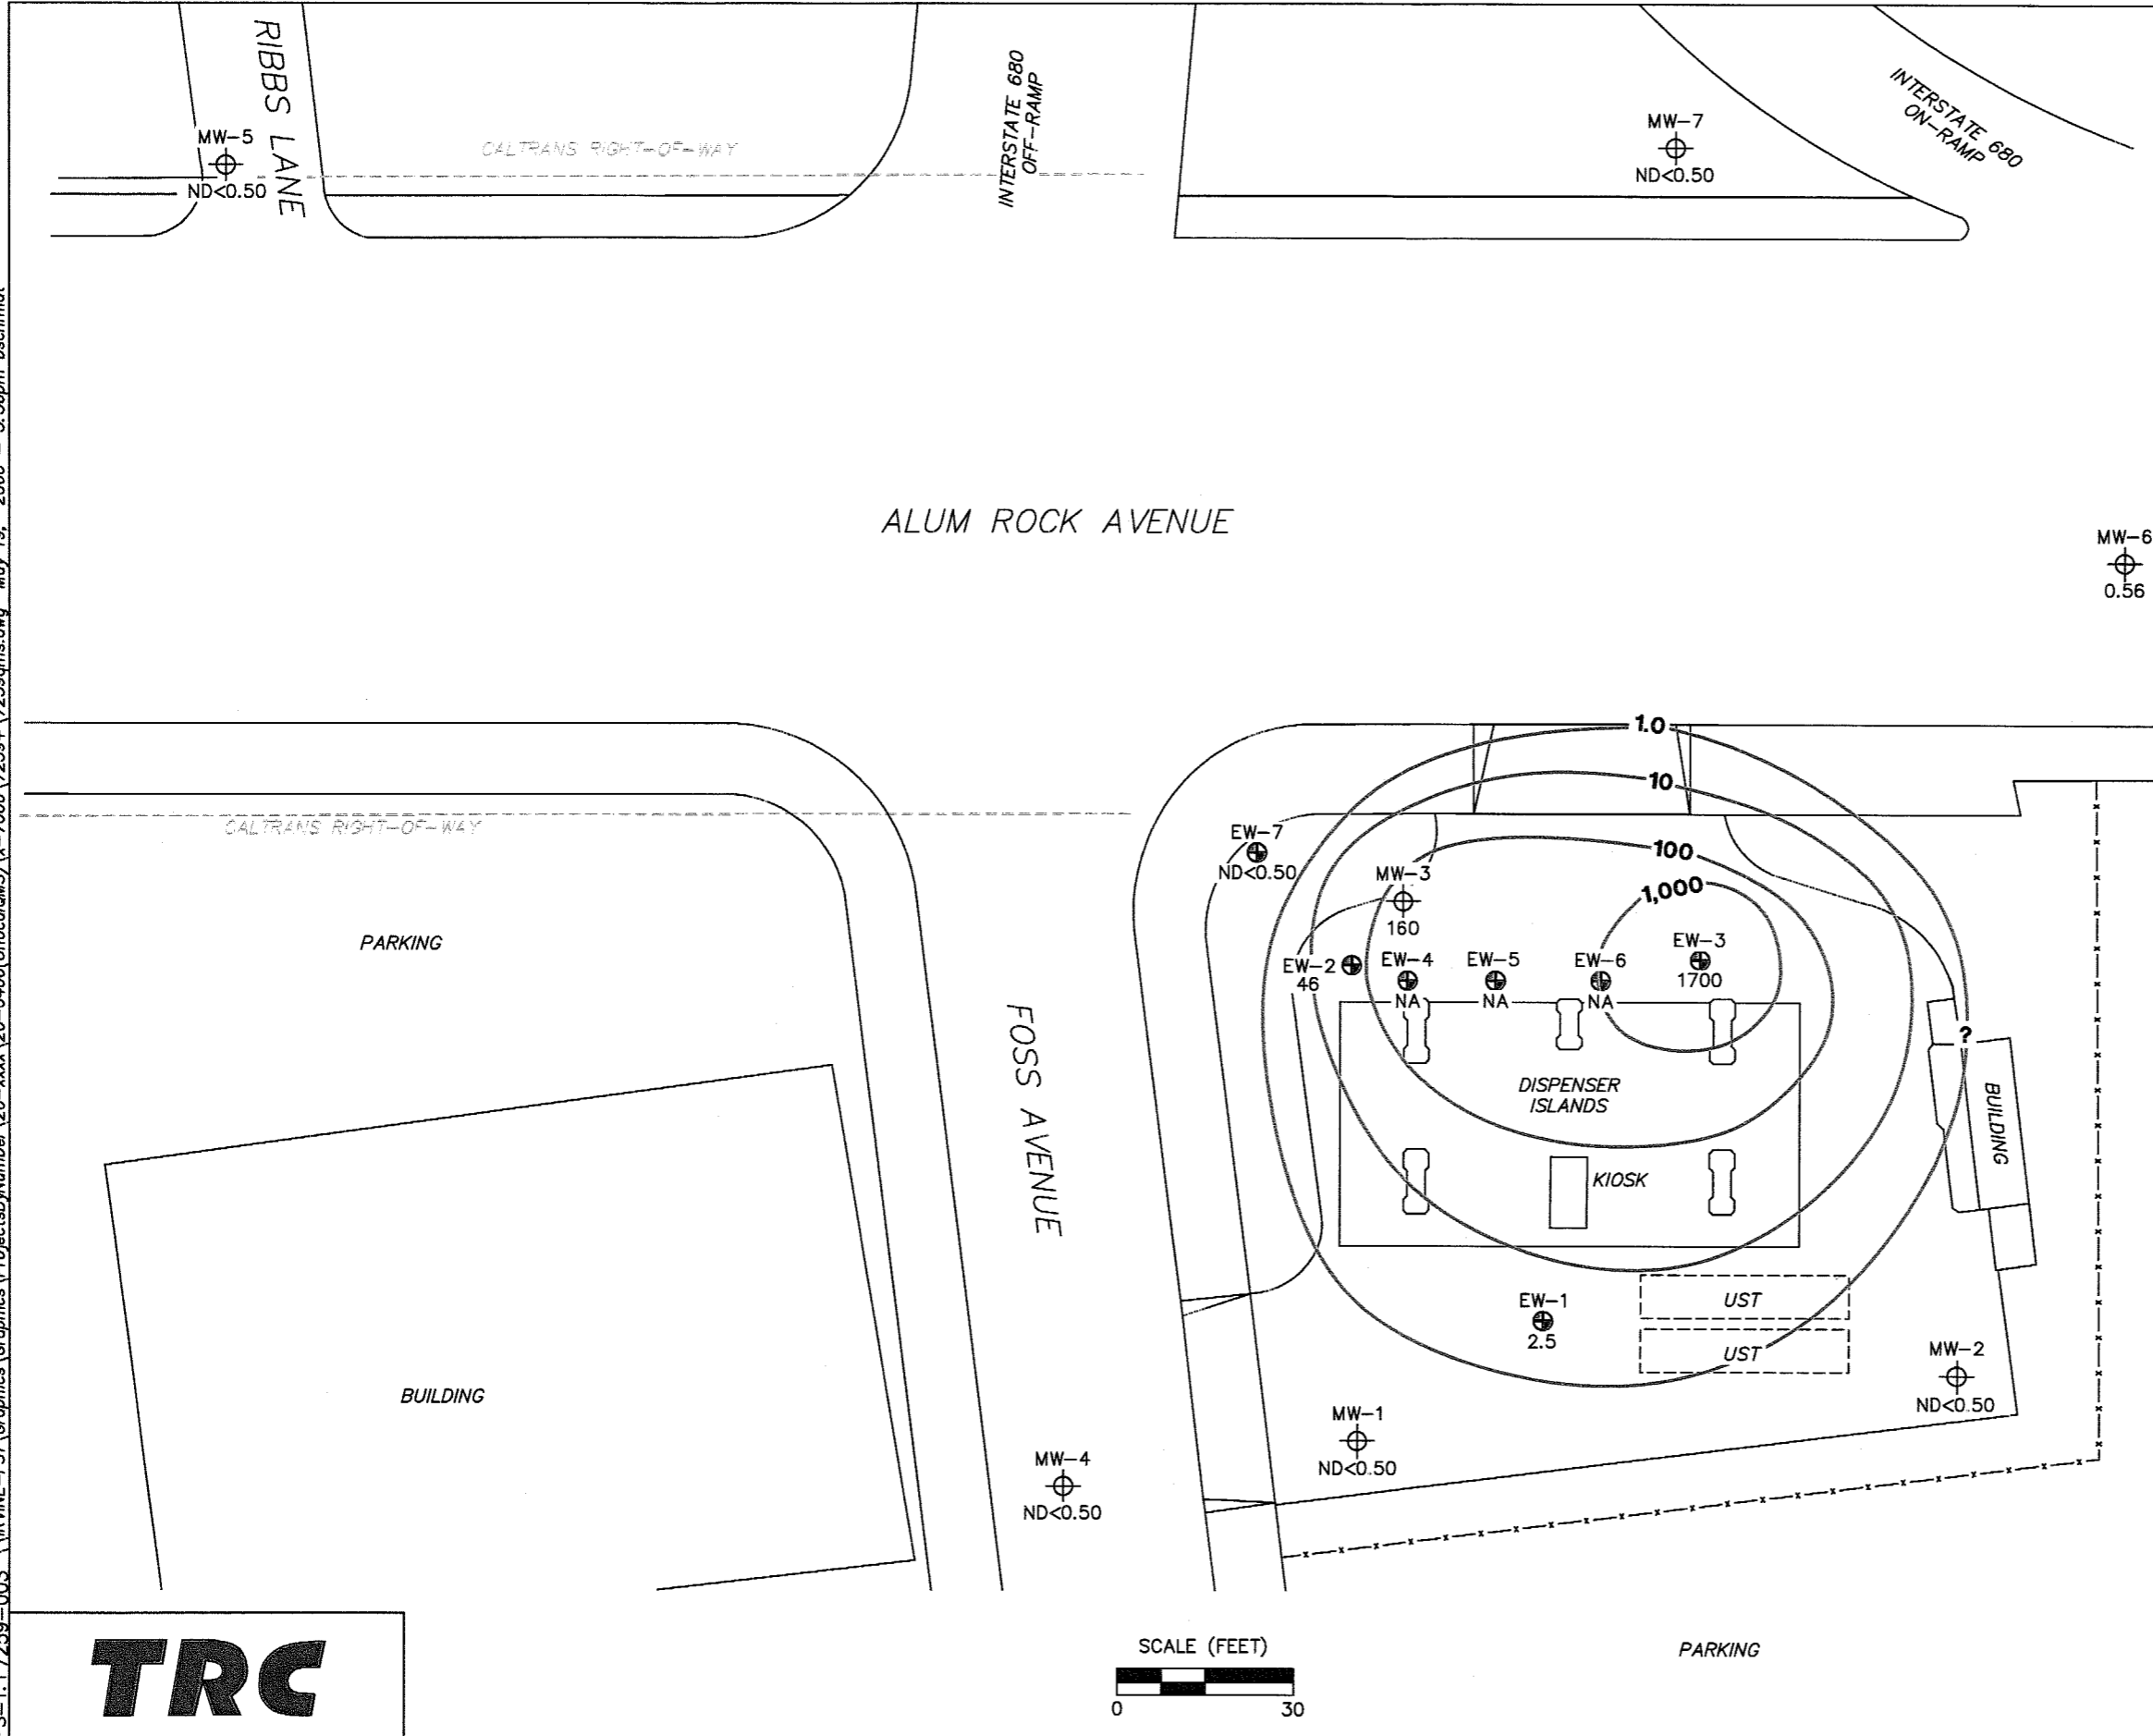 RIBBS LANE
MW-5
ND<0.50
CALTRANS RIGHT-OF-WAY
INTERSTATE 680
OFF-RAMP
MW-7
ND<0.50
INTERSTATE 680
ON-RAMP
ALUM ROCK AVENUE
MW-6
0.56
CALTRANS RIGHT-OF-WAY
PARKING
BUILDING
FOSS AVENUE
1.0
10
100
1,000
EW-7
ND<0.50
MW-3
160
EW-2
46
EW-4
NA
EW-5
NA
EW-6
NA
EW-3
1700
?
DISPENSER
ISLANDS
KIOSK
BUILDING
EW-1
2.5
UST
UST
MW-2
ND<0.50
MW-1
ND<0.50
MW-4
ND<0.50
TRC
SCALE (FEET)
0 30
PARKING